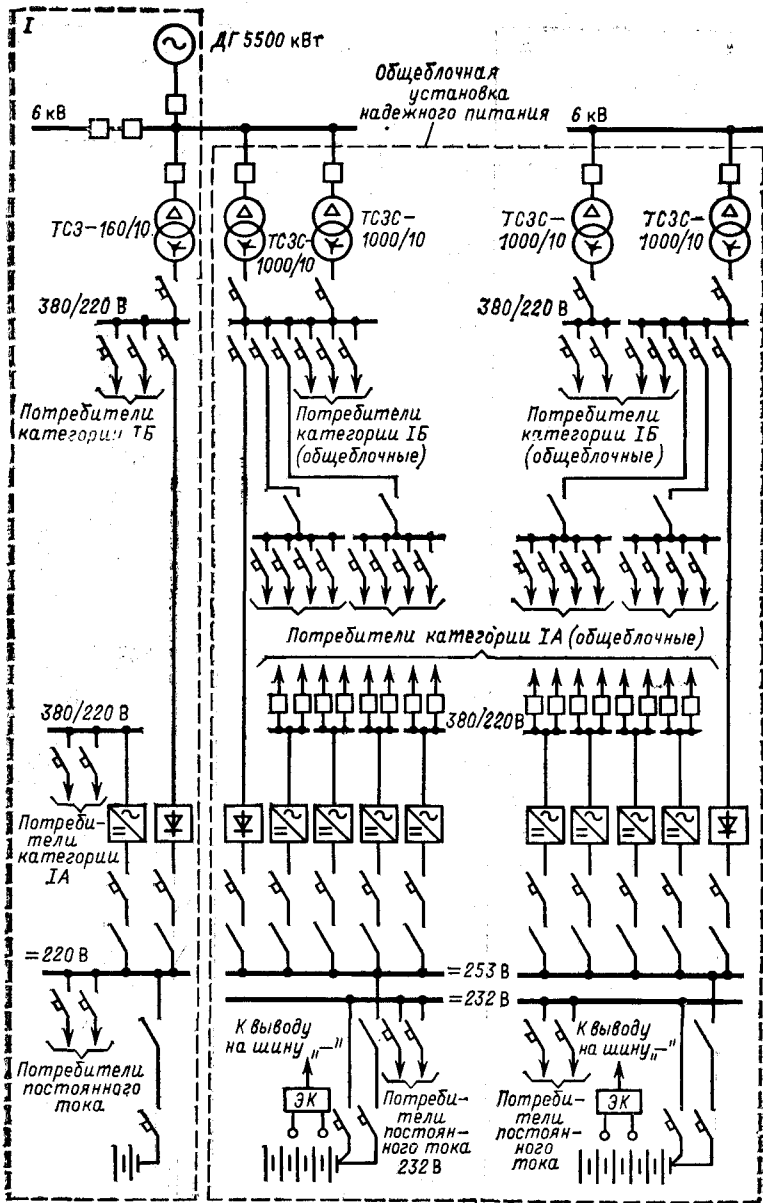 I
ДГ 5500 кВт
Общеблочная
установка
надежного питания
6 кВ
6 кВ
ТСЗ-160/10
ТСЗС-
1000/10
ТСЗС-
1000/10
ТСЗС-
1000/10
ТСЗС-
1000/10
380/220 В
380/220 В
Потребители
категории IБ
Потребители
категории IБ
(общеблочные)
Потребители
категории IБ
(общеблочные)
Потребители категории IА (общеблочные)
380/220 В
380/220 В
Потреби-
тели
категории
IА
=220 В
=253 В
=232 В
Потребители
постоянного
тока
К выводу
на шину „–"
ЭК
Потреби-
тели
постоян-
ного тока
232 В
К выводу
на шину „–"
ЭК
Потреби-
тели
постоян-
ного
тока